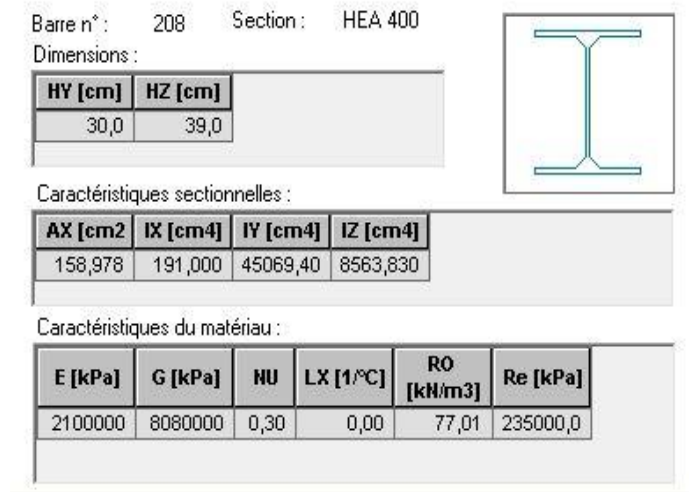 Barre n° : 208 Section : HEA 400
Dimensions :
HY [cm] HZ [cm]
30,0 39,0
Caractéristiques sectionnelles :
AX [cm2 IX [cm4] IY [cm4] IZ [cm4]
158,978 191,000 45069,40 8563,830
Caractéristiques du matériau :
E [kPa] G [kPa] NU LX [1/°C] RO [kN/m3] Re [kPa]
2100000 8080000 0,30 0,00 77,01 235000,0